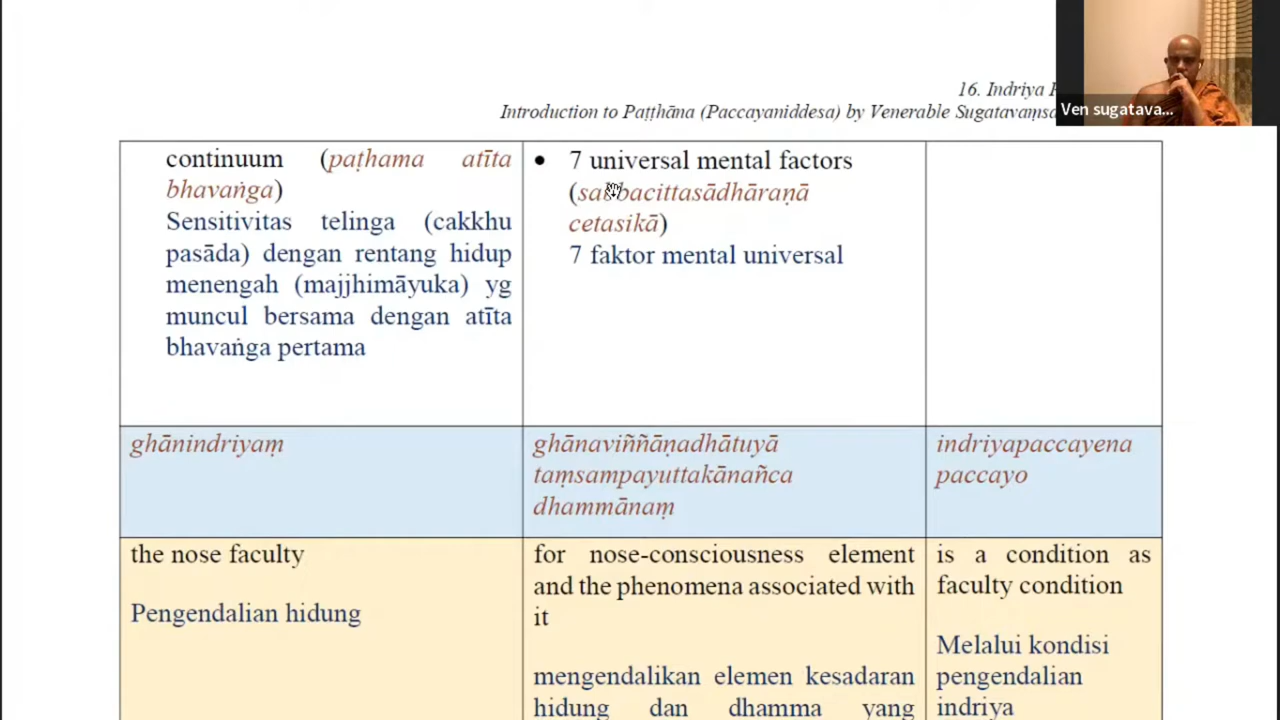 16. Indriya
Introduction to Paṭṭhāna (Paccayaniddesa) by Venerable Sugatavaṃsa
Ven sugatava...
continuum (paṭhama atīta
bhavaṅga)
Sensitivitas telinga (cakkhu
pasāda) dengan rentang hidup
menengah (majjhimāyuka) yg
muncul bersama dengan atīta
bhavaṅga pertama
• 7 universal mental factors
(sabbacittasādhāraṇā
cetasikā)
7 faktor mental universal
ghānindriyaṃ
ghānaviññāṇadhātuyā
taṃsampayuttakānañca
dhammānaṃ
indriyapaccayena
paccayo
the nose faculty
Pengendalian hidung
for nose-consciousness element
and the phenomena associated with
it
mengendalikan elemen kesadaran
hidung dan dhamma yang
is a condition as
faculty condition
Melalui kondisi
pengendalian
indriya